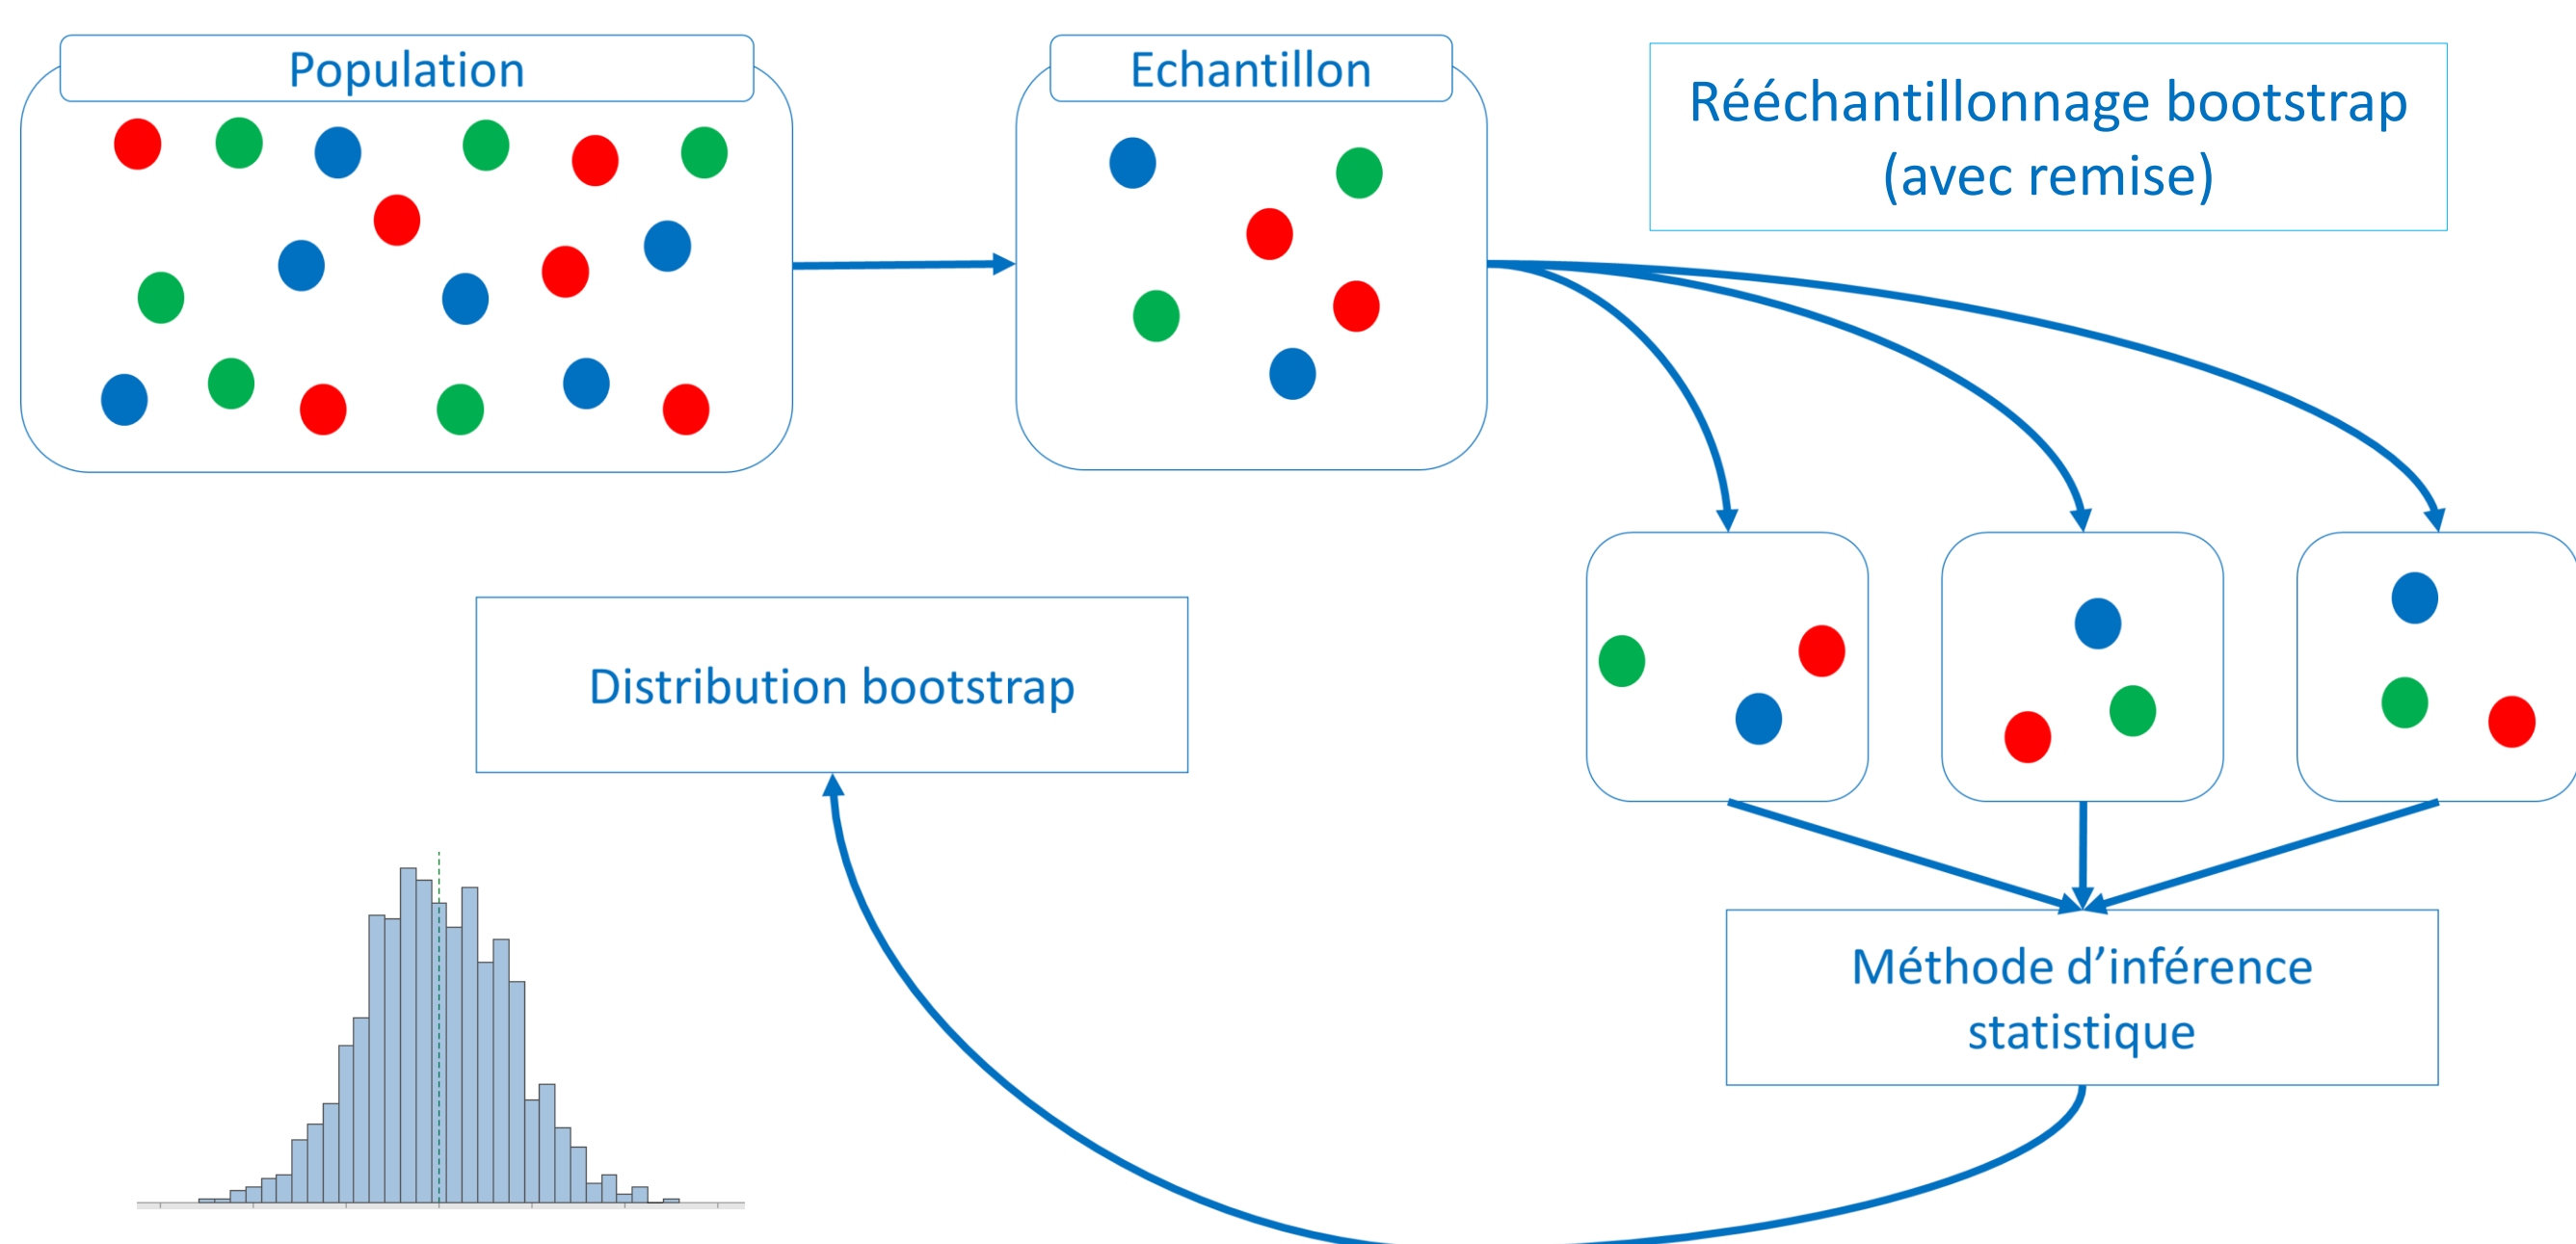 Population
Echantillon
Rééchantillonnage bootstrap
(avec remise)
Distribution bootstrap
Méthode d’inférence
statistique